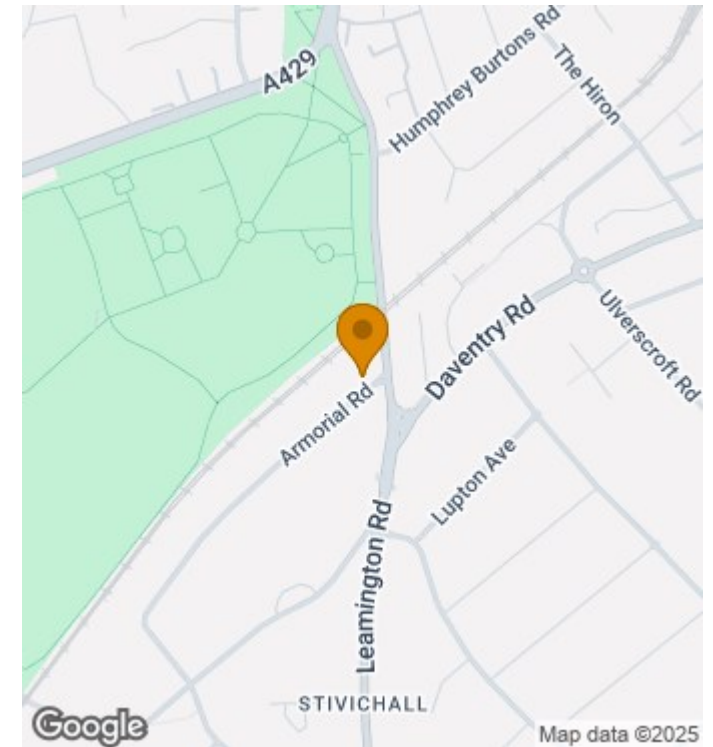 A429
Humphrey Burtons Rd
The Hiron
Daventry Rd
Ulverscroft Rd
Armorial Rd
Lupton Ave
Leamington Rd
STIVICHALL
Google
Map data ©2025